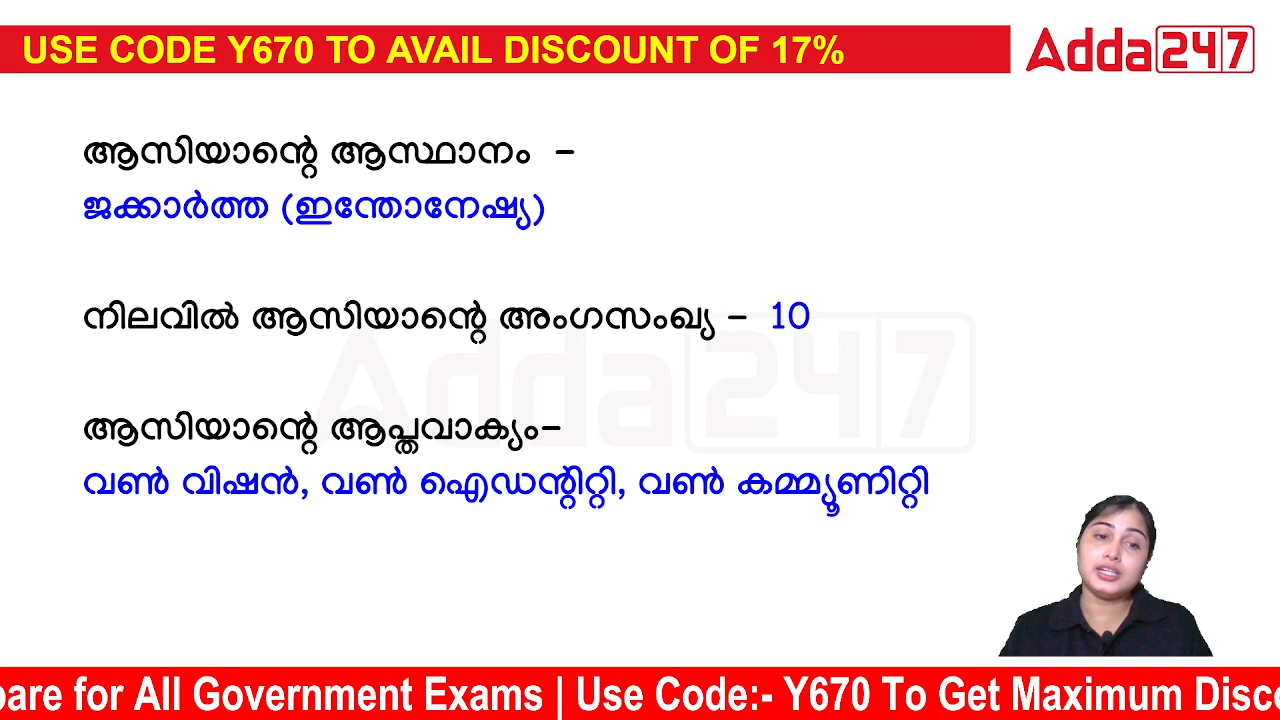 USE CODE Y670 TO AVAIL DISCOUNT OF 17%
Adda247
ആസിയാന്റെ ആസ്ഥാനം -
ജക്കാർത്ത (ഇന്തോനേഷ്യ)
നിലവിൽ ആസിയാന്റെ അംഗസംഖ്യ - 10
Adda247
ആസിയാന്റെ ആപ്തവാക്യം-
വൺ വിഷൻ, വൺ ഐഡന്റിറ്റി, വൺ കമ്മ്യൂണിറ്റി
pare for All Government Exams | Use Code:- Y670 To Get Maximum Disco